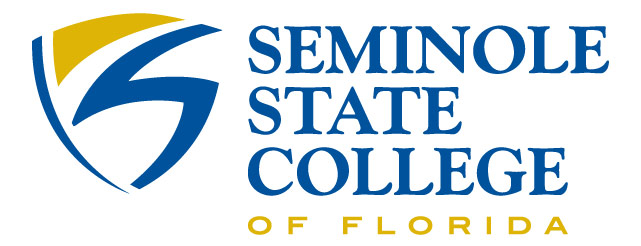 SEMINOLE
STATE
COLLEGE
OF FLORIDA